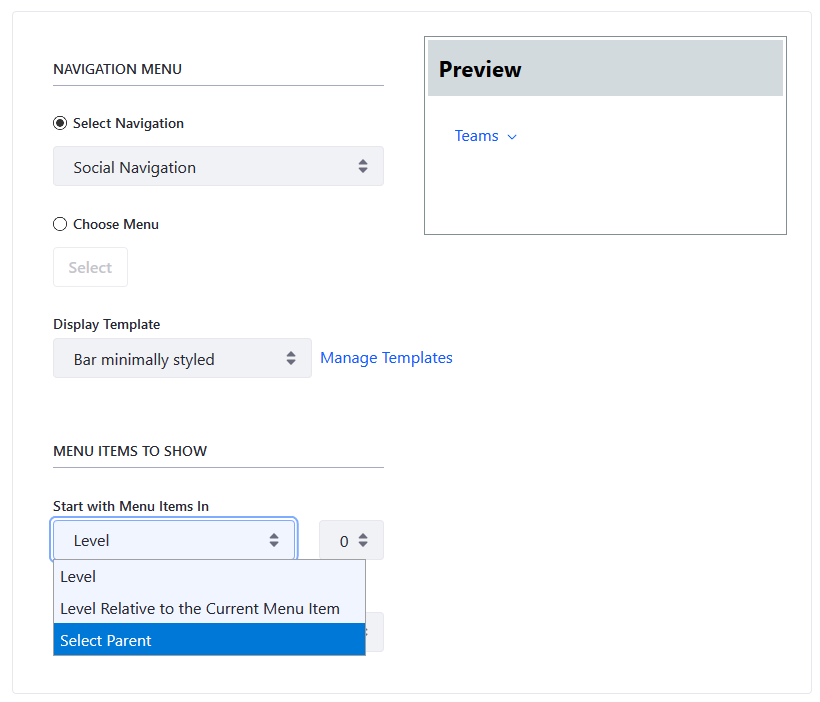 NAVIGATION MENU
Select Navigation
Social Navigation
Choose Menu
Select
Display Template
Bar minimally styled
Manage Templates
MENU ITEMS TO SHOW
Start with Menu Items In
Level
0
Level
Level Relative to the Current Menu Item
Select Parent
Preview
Teams